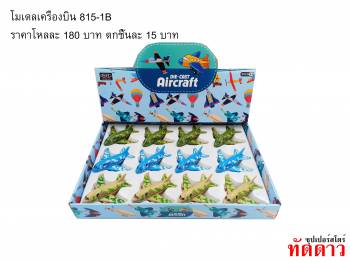 โมเดลเครื่องบิน 815-1B
ราคาโหลละ 180 บาท ตกชิ้นละ 15 บาท
DIE-CAST
Aircraft
Aircraft
ซุปเปอร์สโตร์
ทัดดาว